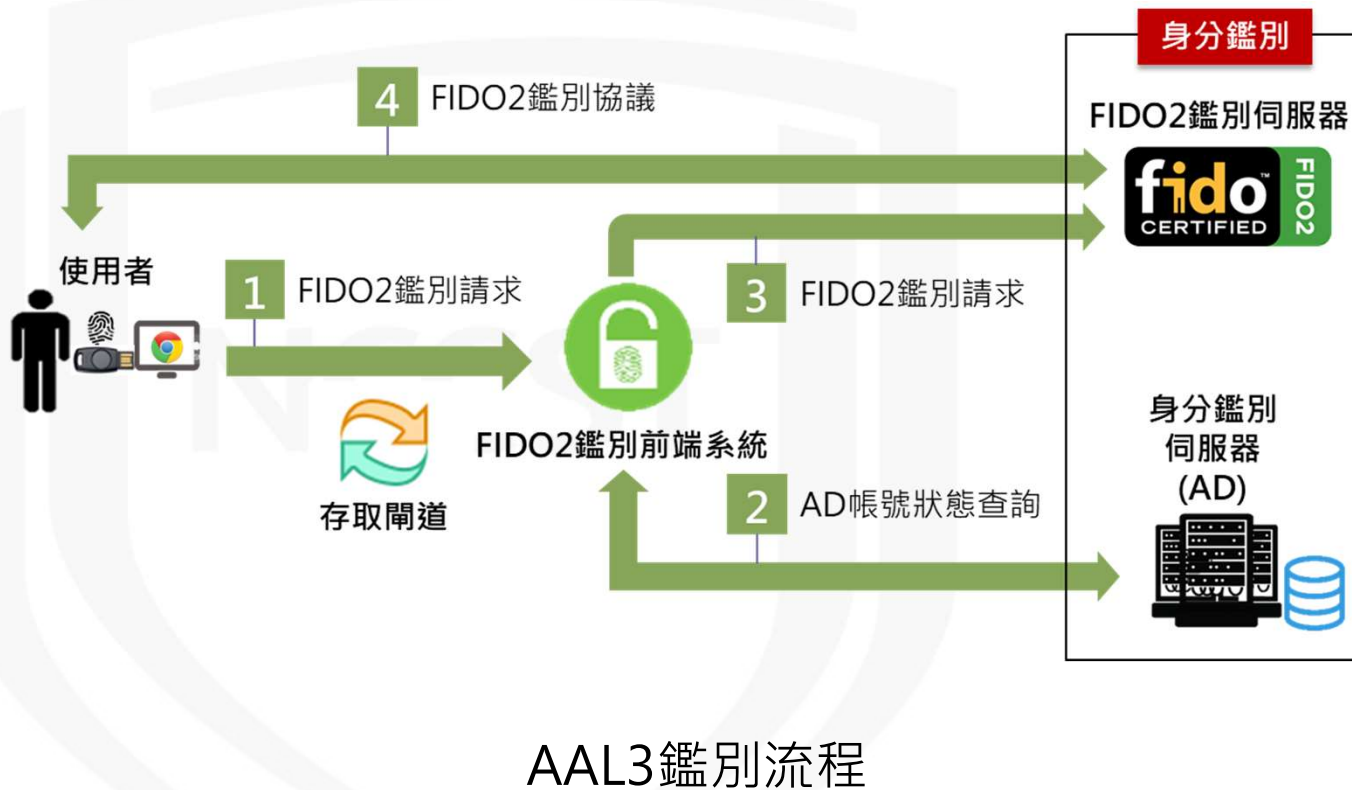 身分鑑別
4 FIDO2鑑別協議
FIDO2鑑別伺服器
fido™
CERTIFIED
FIDO2
使用者
1 FIDO2鑑別請求
3 FIDO2鑑別請求
FIDO2鑑別前端系統
存取閘道
2 AD帳號狀態查詢
身分鑑別
伺服器
(AD)
AAL3鑑別流程